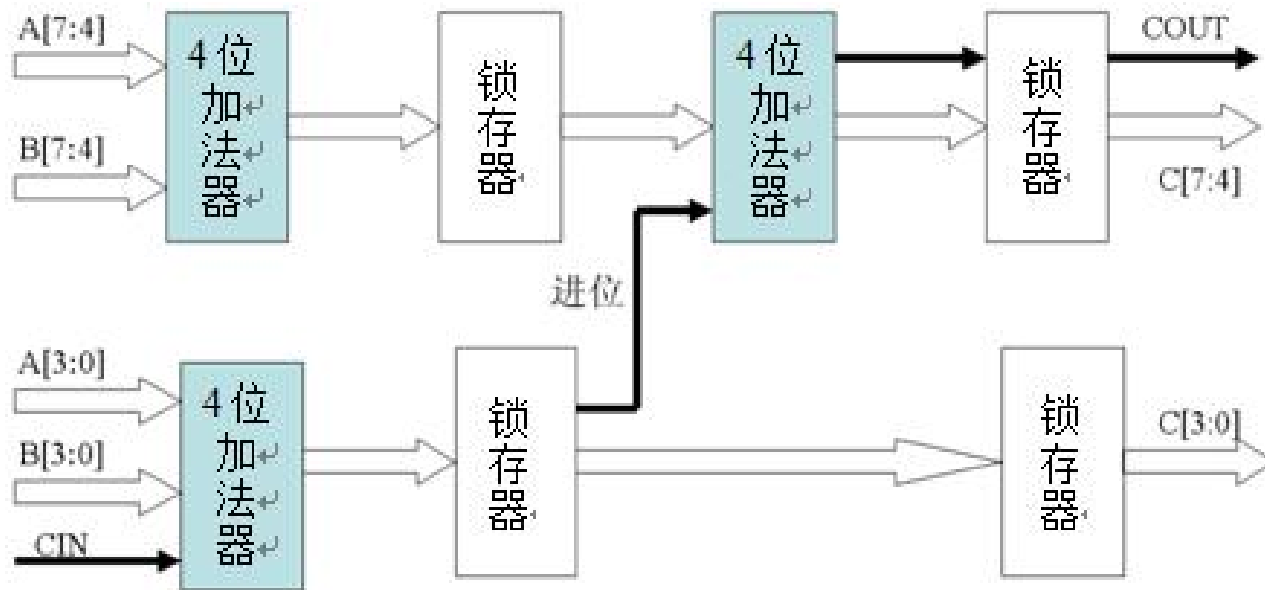 A[7:4]
B[7:4]
4位
加↵
法↵
器↵
锁
存
器
4位
加↵
法↵
器↵
锁
存
器
COUT
C[7:4]
进位
A[3:0]
B[3:0]
CIN
4位
加↵
法↵
器↵
锁
存
器
锁
存
器
C[3:0]